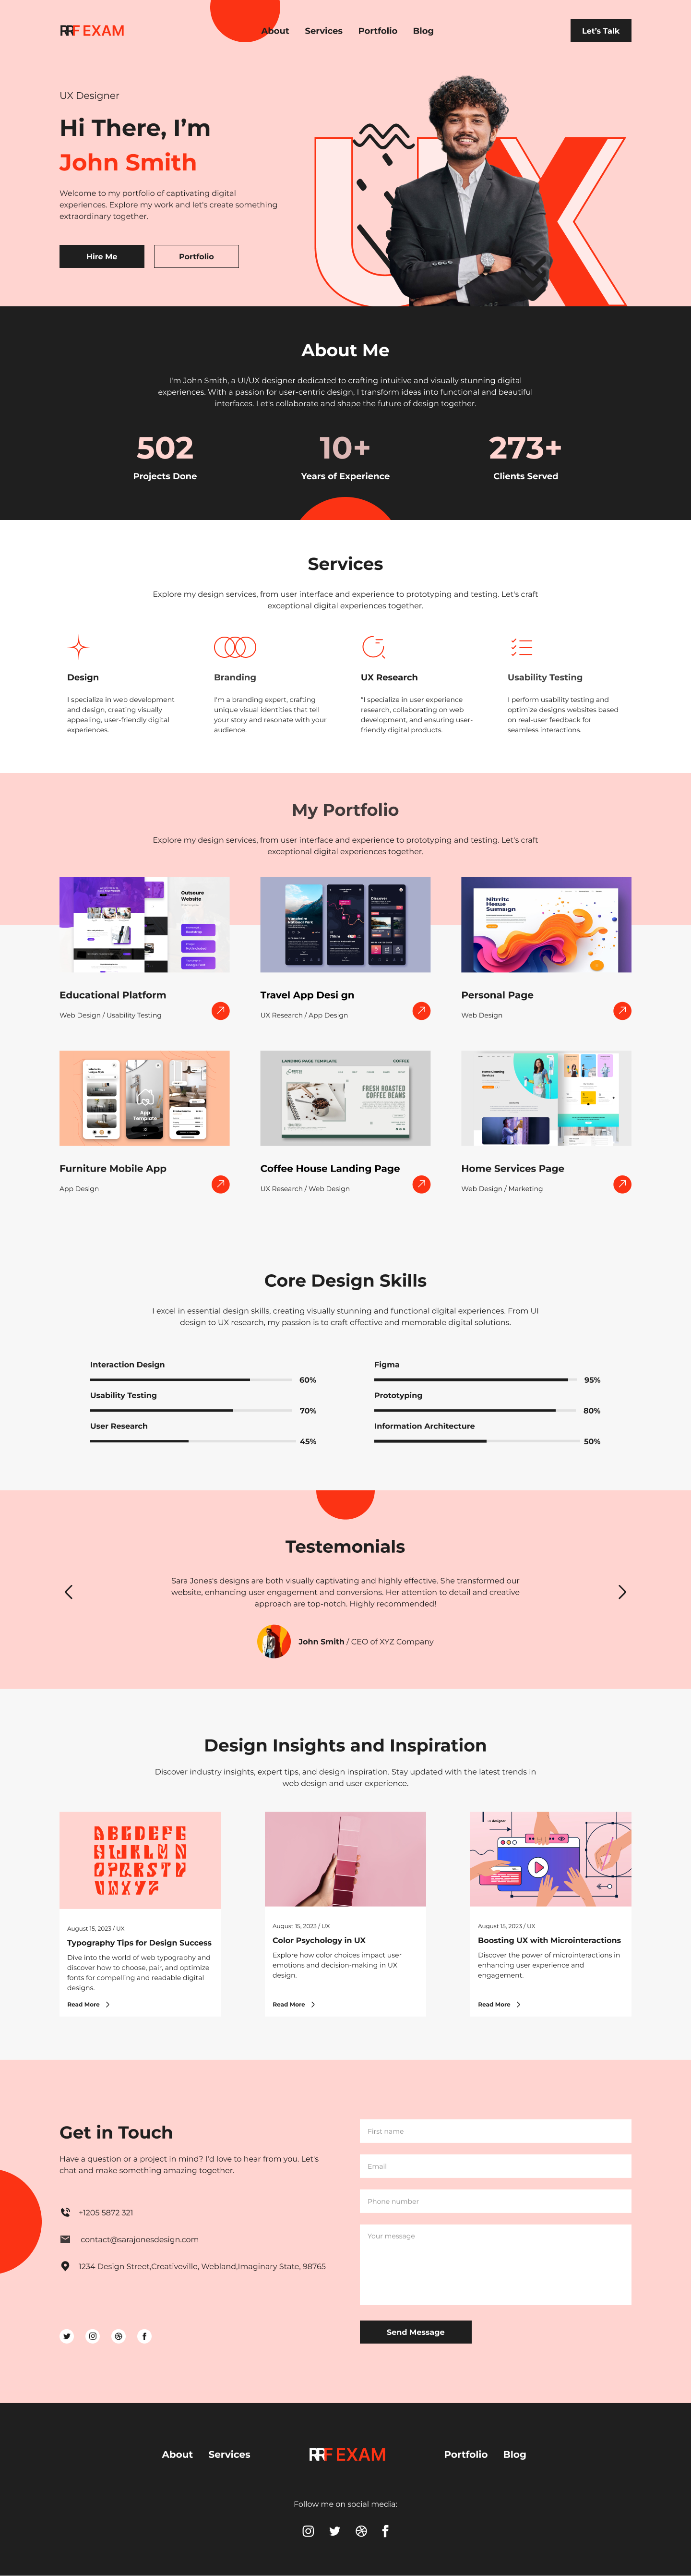 RRF EXAM
About Services Portfolio Blog
Let's Talk
UX Designer
Hi There, I'm
John Smith
Welcome to my portfolio of captivating digital
experiences. Explore my work and let's create something
extraordinary together.
Hire Me Portfolio
UX
About Me
I'm John Smith, a UI/UX designer dedicated to crafting intuitive and visually stunning digital
experiences. With a passion for user-centric design, I transform ideas into functional and beautiful
interfaces. Let's collaborate and shape the future of design together.
502 10+ 273+
Projects Done Years of Experience Clients Served
Services
Explore my design services, from user interface and experience to prototyping and testing. Let's craft
exceptional digital experiences together.
Design
I specialize in web development
and design, creating visually
appealing, user-friendly digital
experiences.
Branding
I'm a branding expert, crafting
unique visual identities that tell
your story and resonate with your
audience.
UX Research
"I specialize in user experience
research, collaborating on web
development, and ensuring user-
friendly digital products.
Usability Testing
I perform usability testing and
optimize designs websites based
on real-user feedback for
seamless interactions.
My Portfolio
Explore my design services, from user interface and experience to prototyping and testing. Let's craft
exceptional digital experiences together.
Outsoure
Website
Educational Platform
Web Design / Usability Testing
Discover
Travel App Desi gn
UX Research / App Design
Nitrritc
Hesue
Suimaign
Personal Page
Web Design
App
Template
Furniture Mobile App
App Design
LANDING PAGE TEMPLATE COFFEE
FRESH ROASTED
COFFEE BEANS
Coffee House Landing Page
UX Research / Web Design
Home Services Page
Web Design / Marketing
Core Design Skills
I excel in essential design skills, creating visually stunning and functional digital experiences. From UI
design to UX research, my passion is to craft effective and memorable digital solutions.
Interaction Design
60%
Usability Testing
70%
User Research
45%
Figma
95%
Prototyping
80%
Information Architecture
50%
Testemonials
Sara Jones's designs are both visually captivating and highly effective. She transformed our
website, enhancing user engagement and conversions. Her attention to detail and creative
approach are top-notch. Highly recommended!
John Smith / CEO of XYZ Company
Design Insights and Inspiration
Discover industry insights, expert tips, and design inspiration. Stay updated with the latest trends in
web design and user experience.
August 15, 2023 / UX
Typography Tips for Design Success
Dive into the world of web typography and
discover how to choose, pair, and optimize
fonts for compelling and readable digital
designs.
Read More
August 15, 2023 / UX
Color Psychology in UX
Explore how color choices impact user
emotions and decision-making in UX
design.
Read More
ux designer
August 15, 2023 / UX
Boosting UX with Microinteractions
Discover the power of microinteractions in
enhancing user experience and
engagement.
Read More
Get in Touch
Have a question or a project in mind? I'd love to hear from you. Let's
chat and make something amazing together.
+1205 5872 321
contact@sarajonesdesign.com
1234 Design Street,Creativeville, Webland,Imaginary State, 98765
First name
Email
Phone number
Your message
Send Message
About Services
RRF EXAM
Portfolio Blog
Follow me on social media: